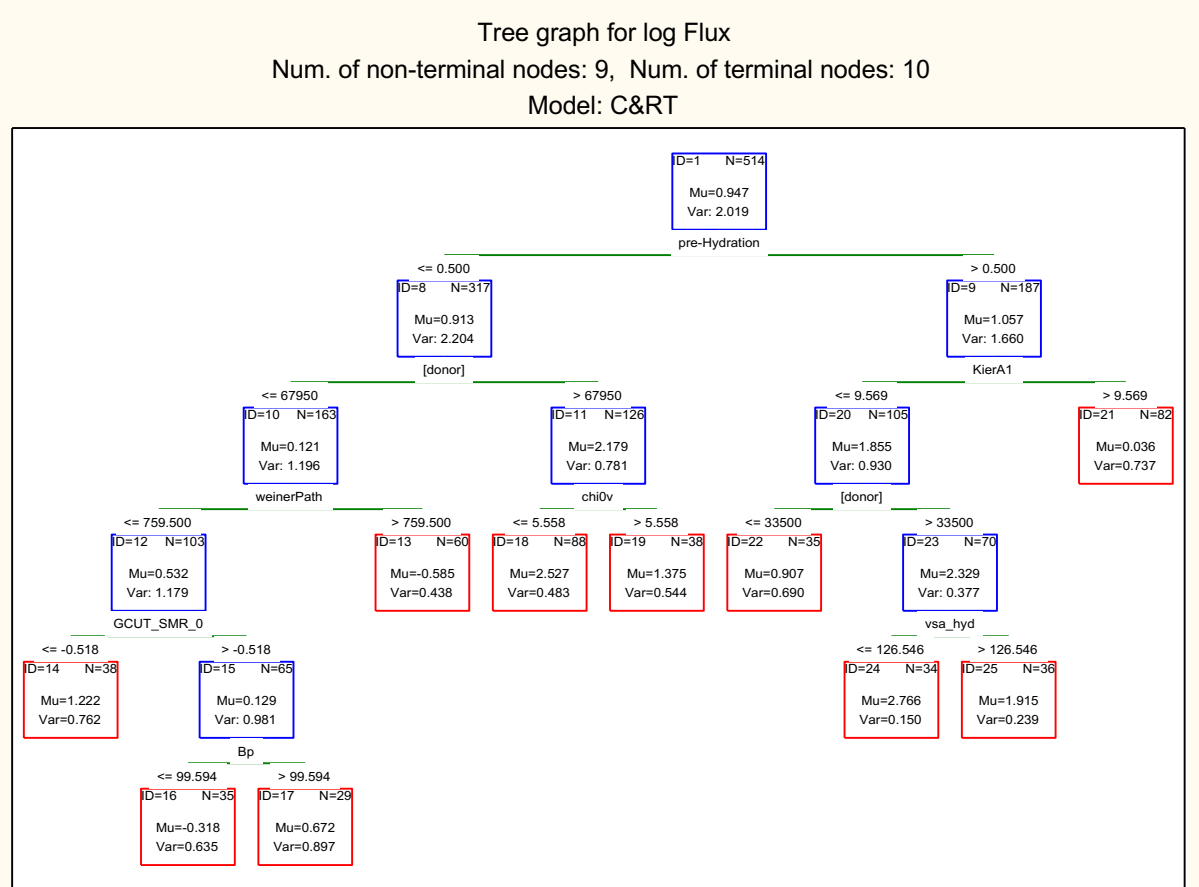 Tree graph for log Flux
Num. of non-terminal nodes: 9,  Num. of terminal nodes: 10
Model: C&RT
ID=1 N=514
Mu=0.947
Var: 2.019
pre-Hydration
<= 0.500 > 0.500
ID=8 N=317 ID=9 N=187
Mu=0.913 Mu=1.057
Var: 2.204 Var: 1.660
[donor] KierA1
<= 67950 > 67950 <= 9.569 > 9.569
ID=10 N=163 ID=11 N=126 ID=20 N=105 ID=21 N=82
Mu=0.121 Mu=2.179 Mu=1.855 Mu=0.036
Var: 1.196 Var: 0.781 Var: 0.930 Var=0.737
weinerPath chi0v [donor]
<= 759.500 > 759.500 <= 5.558 > 5.558 <= 33500 > 33500
ID=12 N=103 ID=13 N=60 ID=18 N=88 ID=19 N=38 ID=22 N=35 ID=23 N=70
Mu=0.532 Mu=-0.585 Mu=2.527 Mu=1.375 Mu=0.907 Mu=2.329
Var: 1.179 Var=0.438 Var=0.483 Var=0.544 Var=0.690 Var: 0.377
GCUT_SMR_0 vsa_hyd
<= -0.518 > -0.518 <= 126.546 > 126.546
ID=14 N=38 ID=15 N=65 ID=24 N=34 ID=25 N=36
Mu=1.222 Mu=0.129 Mu=2.766 Mu=1.915
Var=0.762 Var: 0.981 Var=0.150 Var=0.239
Bp
<= 99.594 > 99.594
ID=16 N=35 ID=17 N=29
Mu=-0.318 Mu=0.672
Var=0.635 Var=0.897